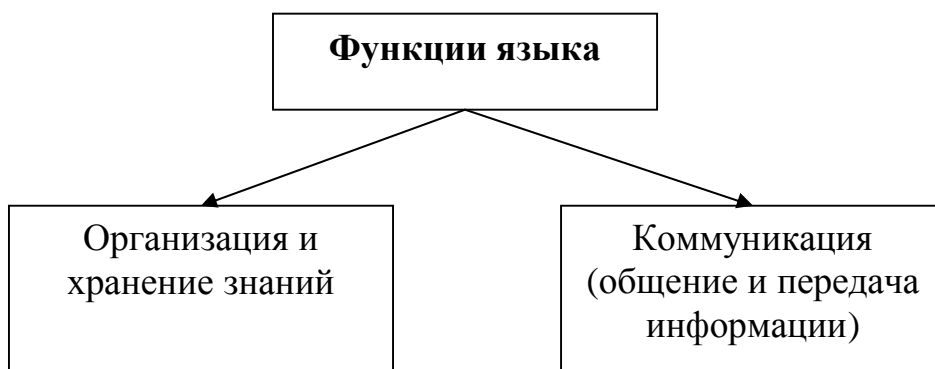 Функции языка
Организация и
хранение знаний
Коммуникация
(общение и передача
информации)